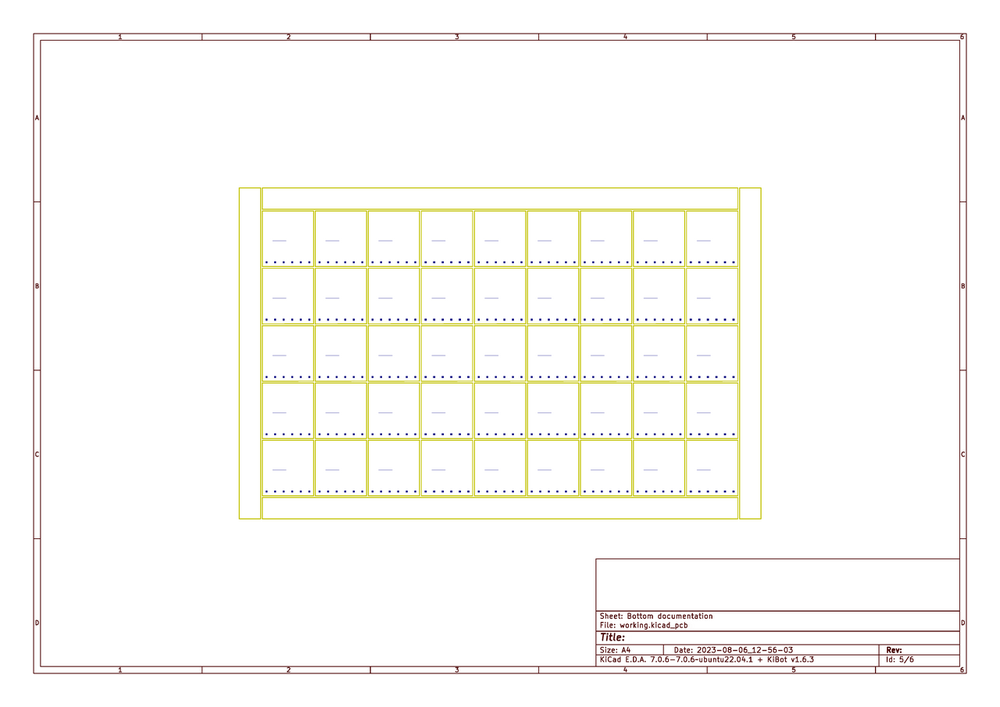 1 2 3 4 5 6
A A
B B
C C
D D
Sheet: Bottom documentation
File: working.kicad_pcb
Title:
Size: A4 Date: 2023-08-06_12-56-03 Rev:
KiCad E.D.A. 7.0.6-7.0.6~ubuntu22.04.1 + KiBot v1.6.3 Id: 5/6
1 2 3 4 5 6